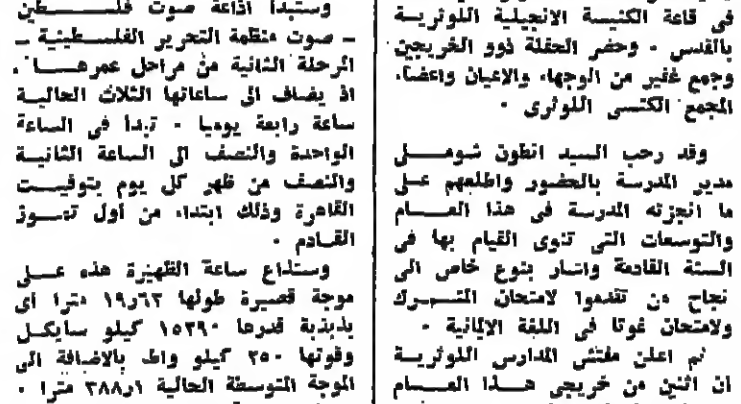 فى قاعة الكنيسة الانجيلية اللوثرية
بالقدس . وحضر الحفلة ذوو الخريجين
وجمع غفير من الوجهاء والاعيان واعضاء
المجمع الكنسى اللوثرى .
وقد رحب السيد انطون شوملى
مدير المدرسة بالحضور واطلعهم على
ما انجزته المدرسة فى هذا العام
والتوسعات التى تنوى القيام بها فى
السنة القادمة واشار بنوع خاص الى
نجاح من تقدموا لامتحان المترك
ولامتحان غوتا فى اللغة الالمانية .
ثم اعلن مفتش المدارس اللوثرية
ان اثنين من خريجى هذا العام
وستبدأ اذاعة صوت فلسطين
ـ صوت منظمة التحرير الفلسطينية ـ
المرحلة الثانية من مراحل عمرها .
اذ يضاف الى ساعاتها الثلاث الحالية
ساعة رابعة يوميا . تبدأ فى الساعة
الواحدة والنصف الى الساعة الثانية
والنصف من ظهر كل يوم بتوقيت
القاهرة وذلك ابتداء من أول تموز
القادم .
وستذاع ساعة الظهيرة هذه على
موجة قصيرة طولها ١٩٫٦٢ مترا أى
بذبذبة قدرها ١٥٢٩٠ كيلو سايكل
وقوتها ٢٥٠ كيلو واط بالاضافة الى
الموجة المتوسطة الحالية ٣٨٨٫١ مترا .